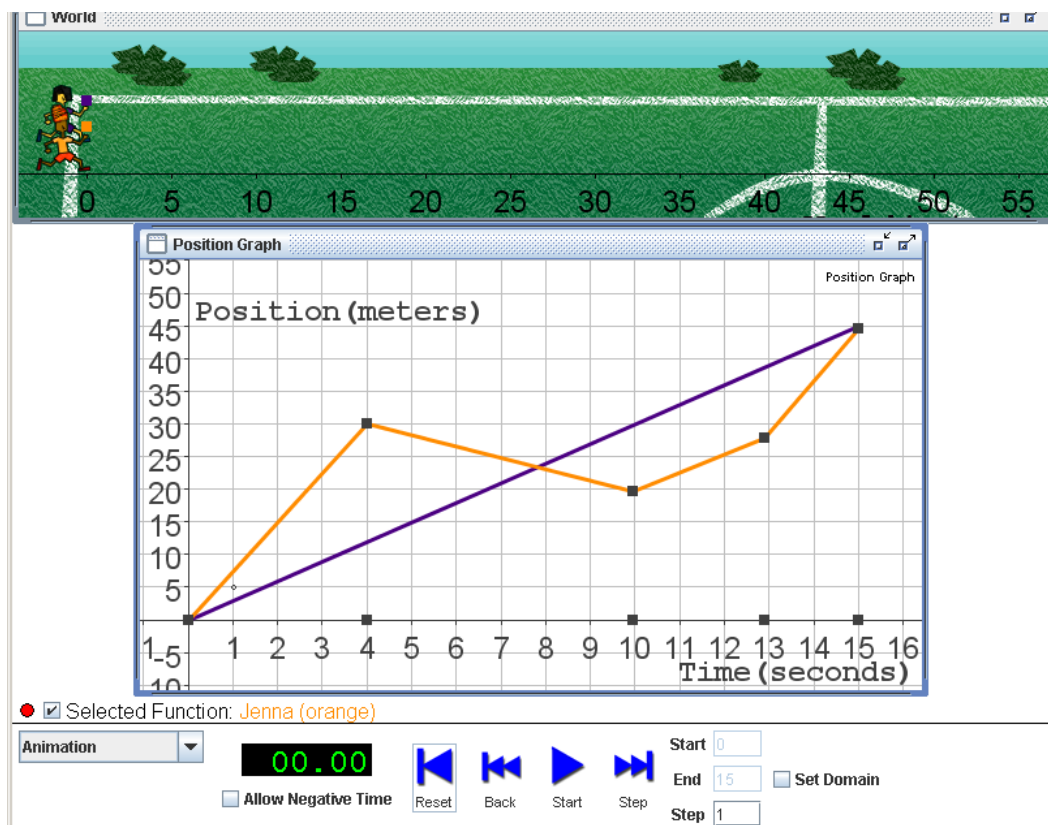 World
0 5 10 15 20 25 30 35 40 45 50 55
Position Graph
Position Graph
Position(meters)
55
50
45
40
35
30
25
20
15
10
5
-5
10
1 1 2 3 4 5 6 7 8 9 10 11 12 13 14 15 16
Time(seconds)
Selected Function: Jenna (orange)
Animation
00.00
Allow Negative Time
Reset
Back
Start
Step
Start 0
End 15
Set Domain
Step 1